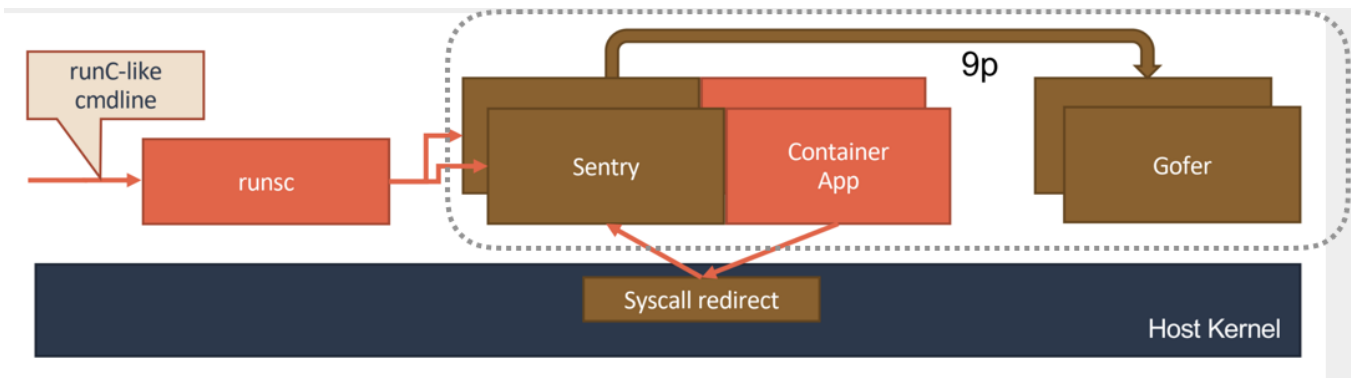 runC-like
cmdline
runsc
Sentry
Container
App
9p
Gofer
Syscall redirect
Host Kernel